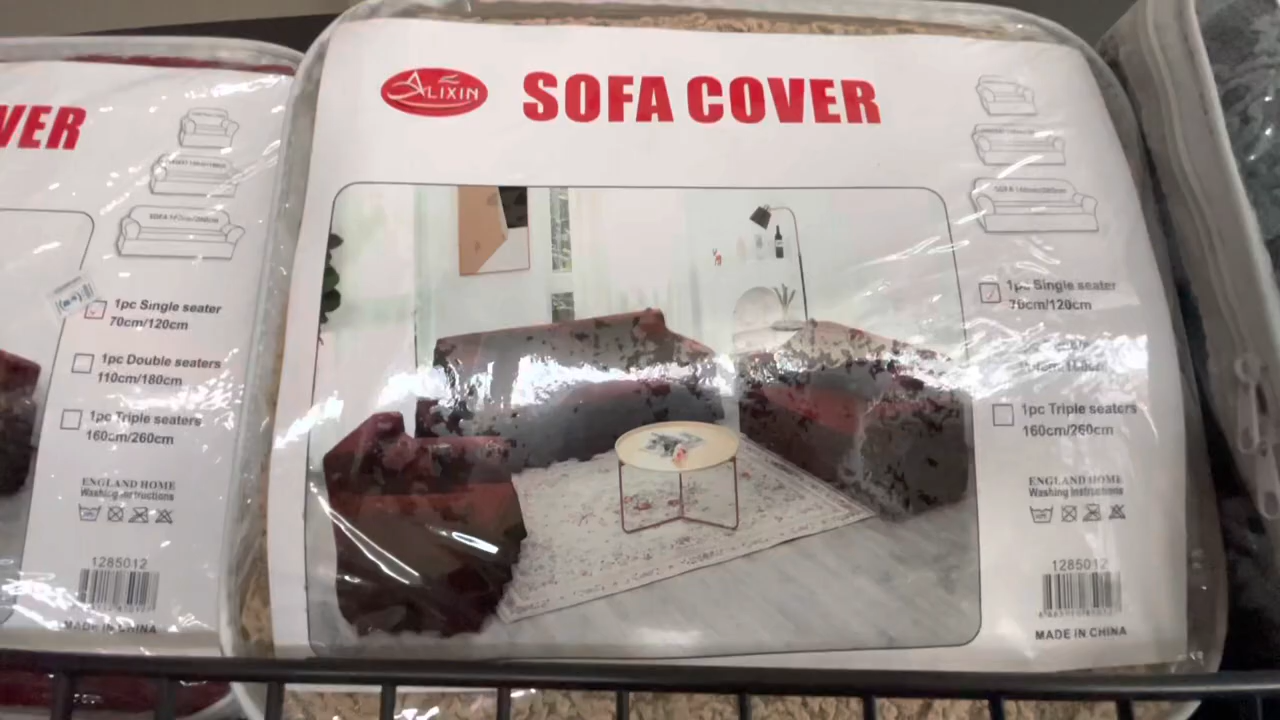 VER
1pc Single seater
70cm/120cm
1pc Double seaters
110cm/180cm
1pc Triple seaters
160cm/260cm
ENGLAND HOME
Washing Instructions
1285012
MADE IN CHINA
ALIXIN
SOFA COVER
1pc Single seater
70cm/120cm
1pc Triple seaters
160cm/260cm
ENGLAND HOME
Washing Instructions
1285012
MADE IN CHINA